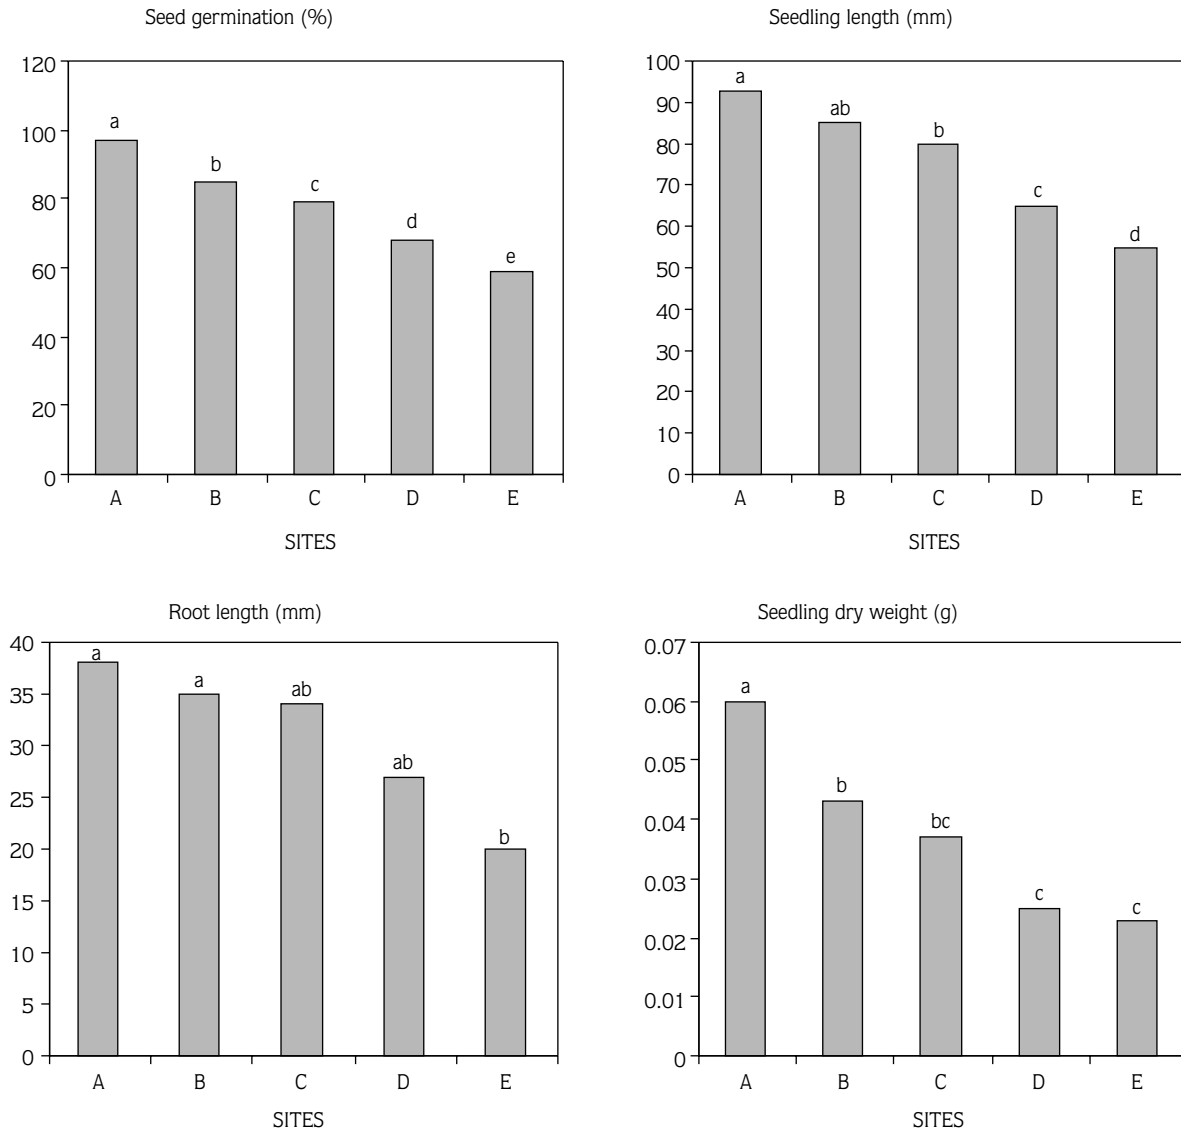 Seed germination (%)
120
100
80
60
40
20
0
a
b
c
d
e
A B C D E
SITES
Seedling length (mm)
100
90
80
70
60
50
40
30
20
10
0
a
ab
b
c
d
A B C D E
SITES
Root length (mm)
40
35
30
25
20
15
10
5
0
a
a
ab
ab
b
A B C D E
SITES
Seedling dry weight (g)
0.07
0.06
0.05
0.04
0.03
0.02
0.01
0
a
b
bc
c
c
A B C D E
SITES